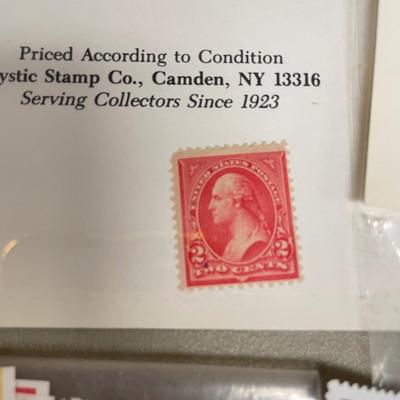 Priced According to Condition
ystic Stamp Co., Camden, NY 13316
Serving Collectors Since 1923
UNITED STATES POSTAGE
2 2
TWO CENTS